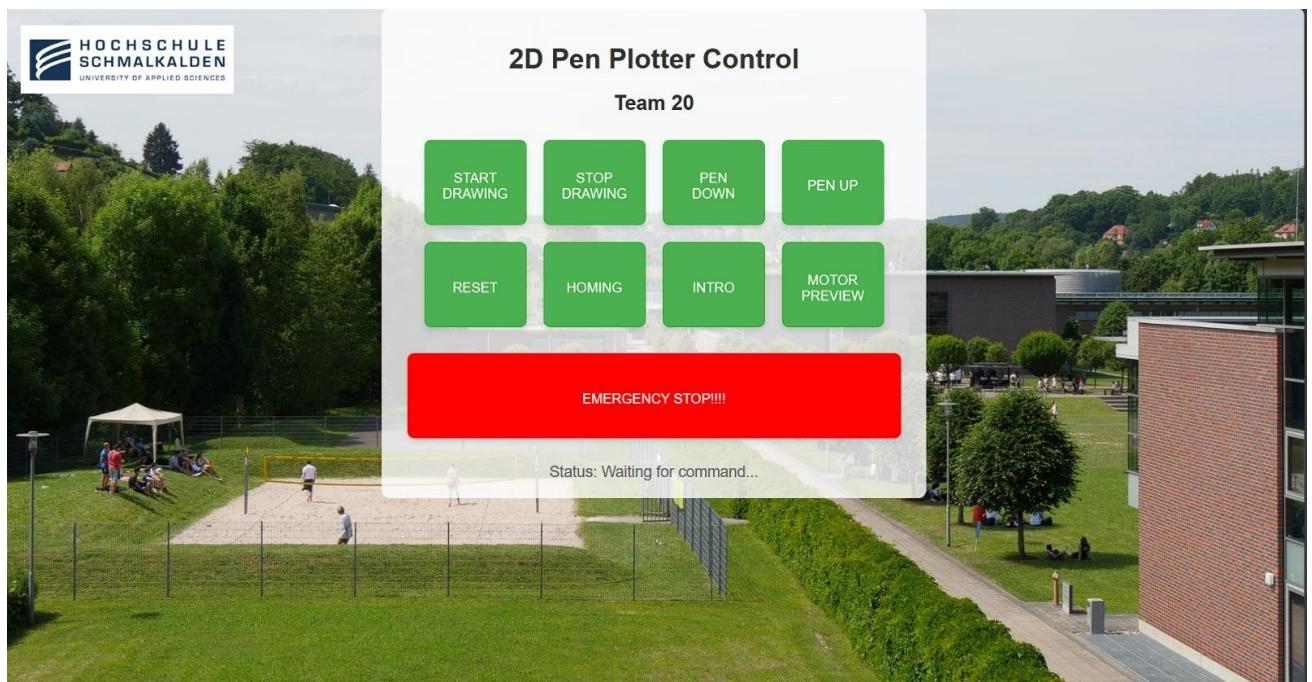 HOCHSCHULE
SCHMALKALDEN
UNIVERSITY OF APPLIED SCIENCES
2D Pen Plotter Control
Team 20
START
DRAWING
STOP
DRAWING
PEN
DOWN
PEN UP
RESET
HOMING
INTRO
MOTOR
PREVIEW
EMERGENCY STOP!!!!
Status: Waiting for command...